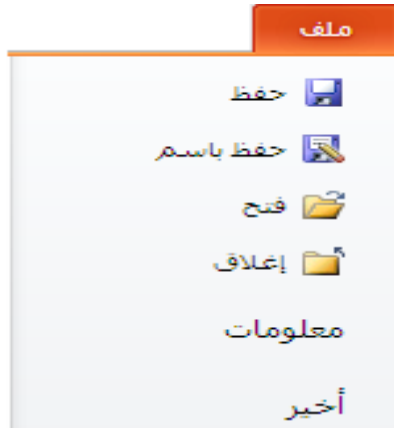 ملف
حفظ
حفظ باسم
فتح
إغلاق
معلومات
أخير